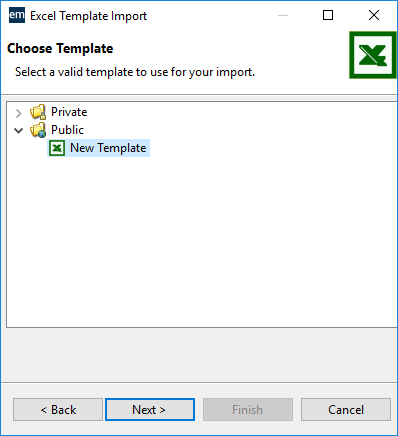 em Excel Template Import
Choose Template
Select a valid template to use for your import.
Private
Public
New Template
< Back Next > Finish Cancel